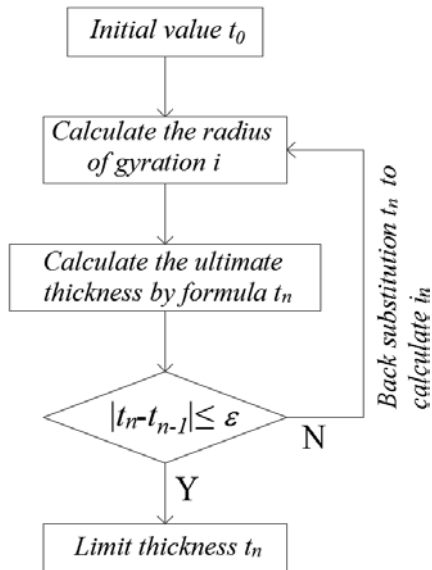 Initial value t₀
Calculate the radius
of gyration i
Calculate the ultimate
thickness by formula tₙ
|tₙ-tₙ₋₁|≤ ε
N
Y
Limit thickness tₙ
Back substitution tₙ to
calculate iₙ